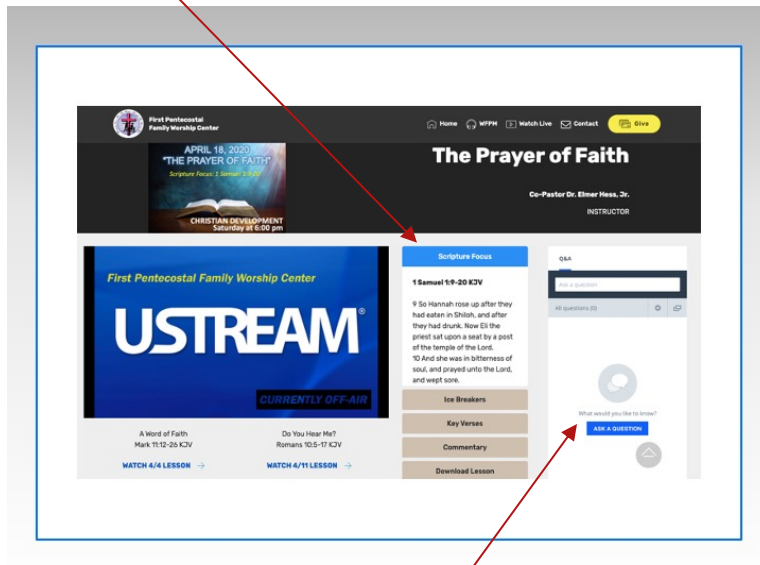 First Pentecostal
Family Worship Center
Home
WFPM
Watch Live
Contact
Give
APRIL 18, 2020
"THE PRAYER OF FAITH"
Scripture Focus: 1 Samuel 1:9-20
CHRISTIAN DEVELOPMENT
Saturday at 6:00 pm
The Prayer of Faith
Co-Pastor Dr. Elmer Hess, Jr.
INSTRUCTOR
First Pentecostal Family Worship Center
USTREAM®
CURRENTLY OFF-AIR
A Word of Faith
Mark 11:12-26 KJV
WATCH 4/4 LESSON →
Do You Hear Me?
Romans 10:5-17 KJV
WATCH 4/11 LESSON →
Scripture Focus
1 Samuel 1:9-20 KJV
9 So Hannah rose up after they
had eaten in Shiloh, and after
they had drunk. Now Eli the
priest sat upon a seat by a post
of the temple of the Lord.
10 And she was in bitterness of
soul, and prayed unto the Lord,
and wept sore.
Ice Breakers
Key Verses
Commentary
Download Lesson
Q&A
Ask a question
All questions (0)
What would you like to know?
ASK A QUESTION